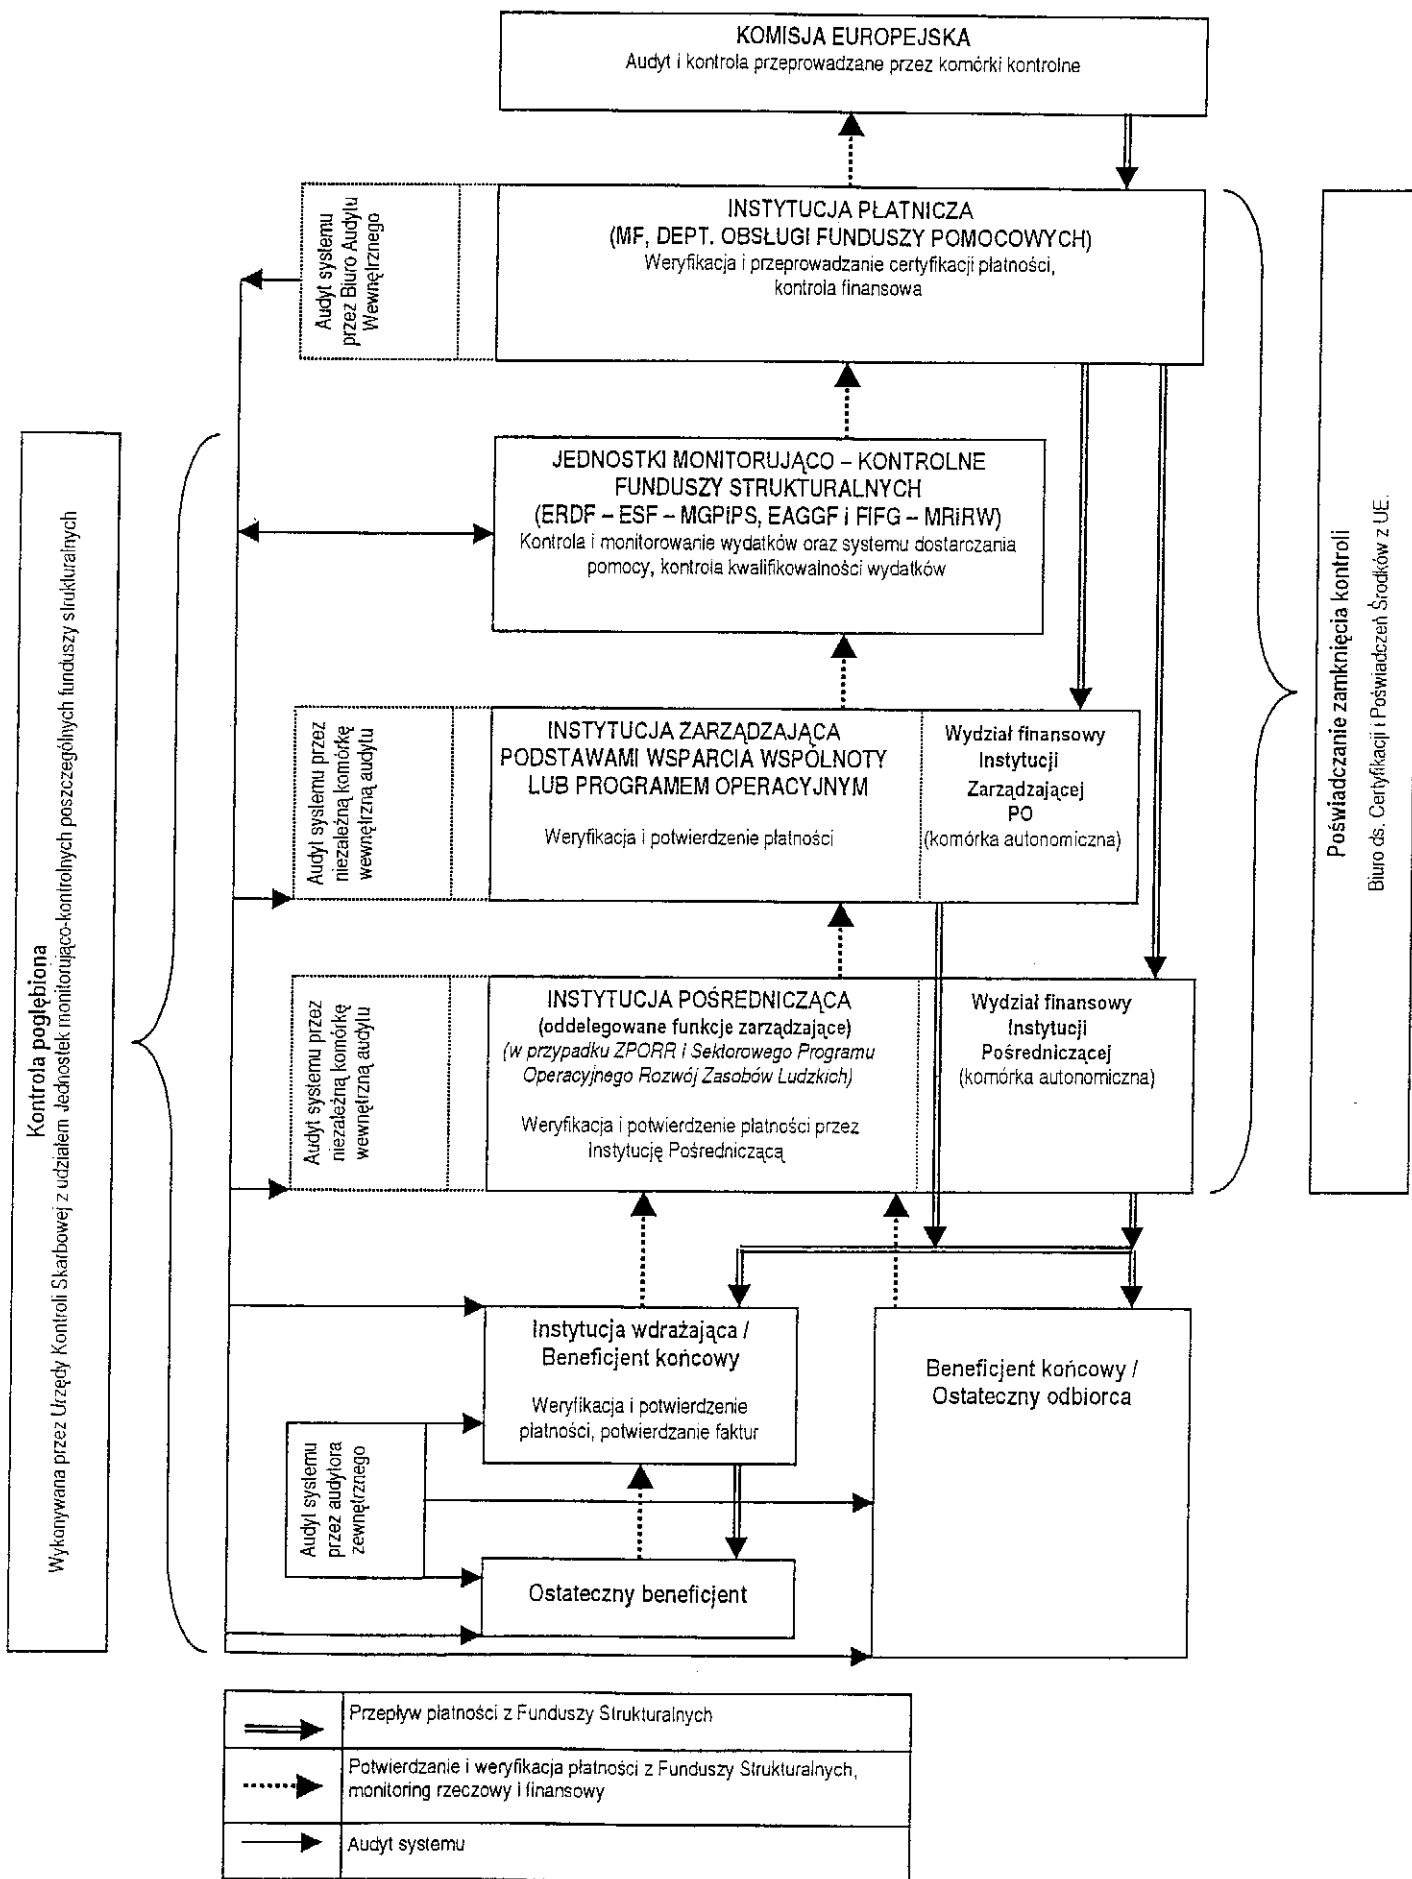 KOMISJA EUROPEJSKA
Audyt i kontrola przeprowadzane przez komórki kontrolne
Audyt systemu
przez Biuro Audytu
Wewnętrznego
INSTYTUCJA PŁATNICZA
(MF, DEPT. OBSŁUGI FUNDUSZY POMOCOWYCH)
Weryfikacja i przeprowadzanie certyfikacji płatności,
kontrola finansowa
JEDNOSTKI MONITORUJĄCO – KONTROLNE
FUNDUSZY STRUKTURALNYCH
(ERDF – ESF – MGPiPS, EAGGF i FIFG – MRiRW)
Kontrola i monitorowanie wydatków oraz systemu dostarczania
pomocy, kontrola kwalifikowalności wydatków
Kontrola pogłębiona
Wykonywana przez Urzędy Kontroli Skarbowej z udziałem Jednostek monitorująco-kontrolnych poszczególnych funduszy strukturalnych
Poświadczanie zamknięcia kontroli
Biuro ds. Certyfikacji i Poświadczeń Środków z UE.
Audyt systemu przez
niezależną komórkę
wewnętrzną audytu
INSTYTUCJA ZARZĄDZAJĄCA
PODSTAWAMI WSPARCIA WSPÓLNOTY
LUB PROGRAMEM OPERACYJNYM
Weryfikacja i potwierdzenie płatności
Wydział finansowy
Instytucji
Zarządzającej
PO
(komórka autonomiczna)
Audyt systemu przez
niezależną komórkę
wewnętrzną audytu
INSTYTUCJA POŚREDNICZĄCA
(oddelegowane funkcje zarządzające)
(w przypadku ZPORR i Sektorowego Programu
Operacyjnego Rozwój Zasobów Ludzkich)
Weryfikacja i potwierdzenie płatności przez
Instytucję Pośredniczącą
Wydział finansowy
Instytucji
Pośredniczącej
(komórka autonomiczna)
Instytucja wdrażająca /
Beneficjent końcowy
Weryfikacja i potwierdzenie
płatności, potwierdzanie faktur
Beneficjent końcowy /
Ostateczny odbiorca
Audyt systemu
przez audytora
zewnętrznego
Ostateczny beneficjent
Przepływ płatności z Funduszy Strukturalnych
Potwierdzanie i weryfikacja płatności z Funduszy Strukturalnych,
monitoring rzeczowy i finansowy
Audyt systemu